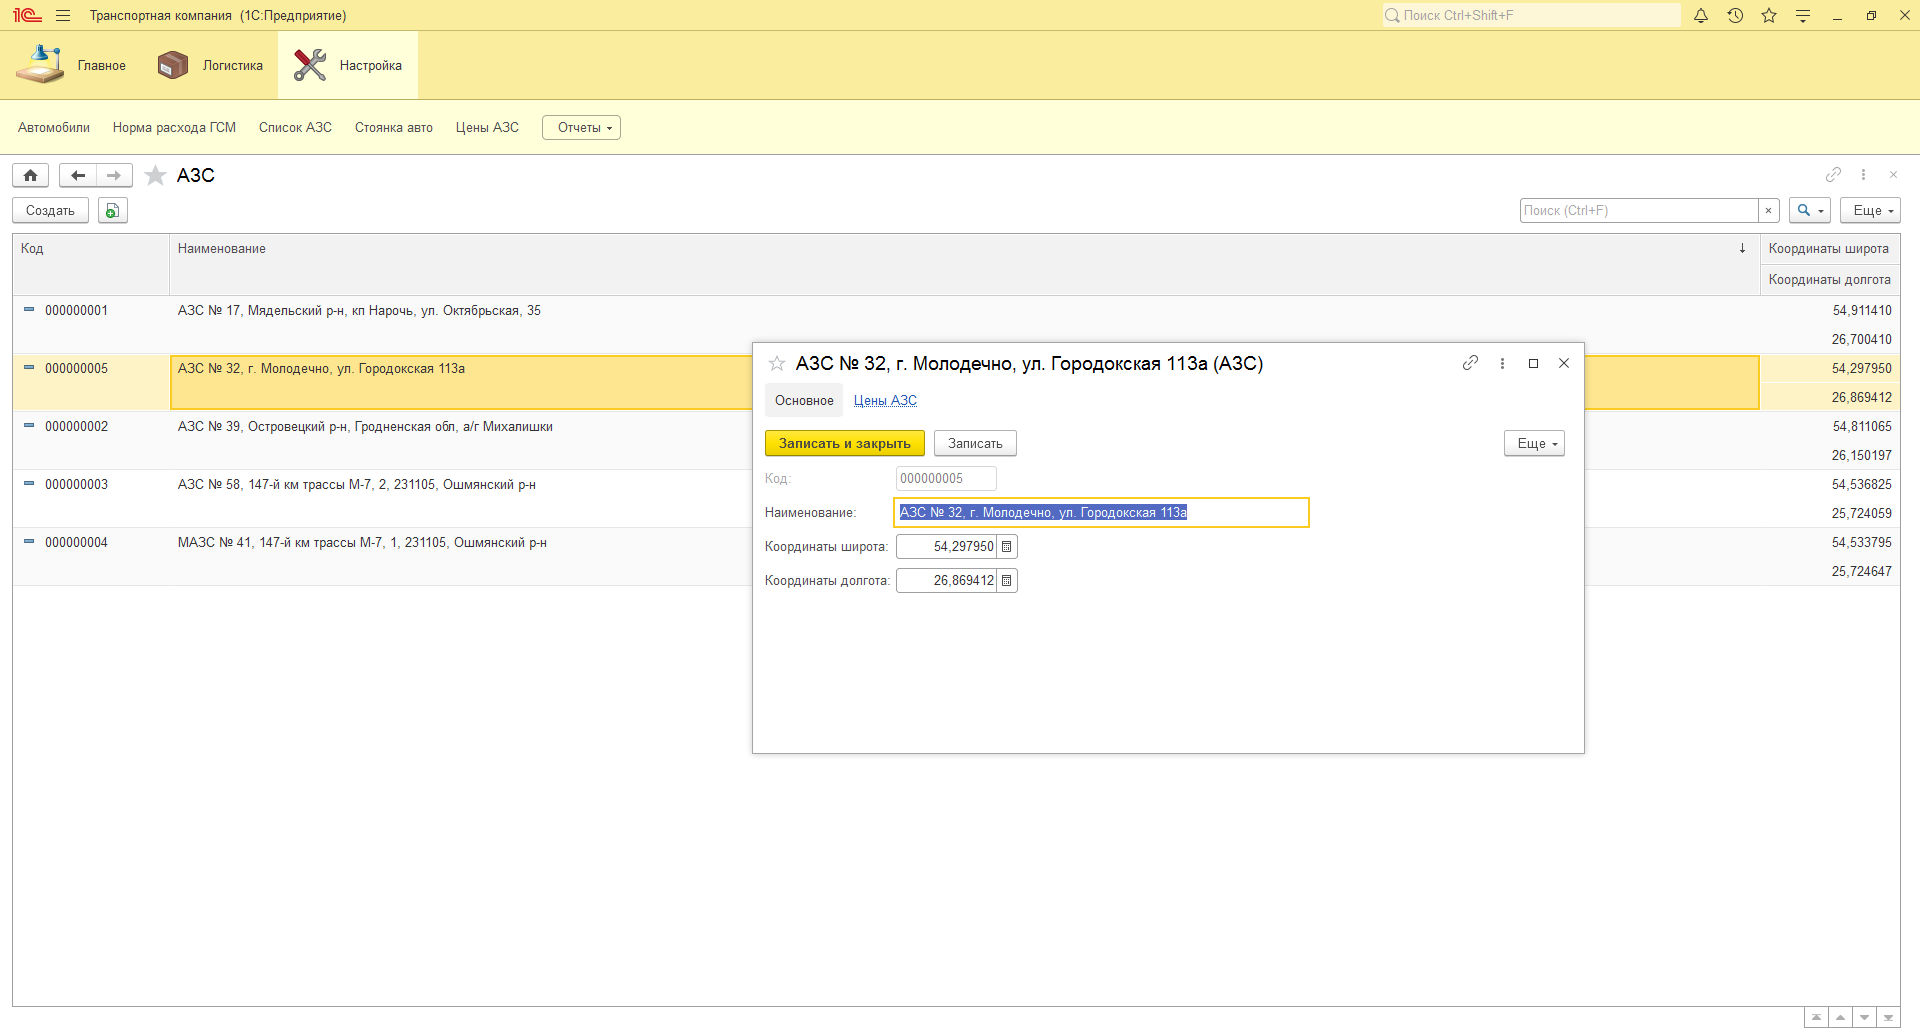 1С Транспортная компания (1С:Предприятие) Поиск Ctrl+Shift+F
Главное Логистика Настройка
Автомобили Норма расхода ГСМ Список АЗС Стоянка авто Цены АЗС Отчеты
АЗС
Создать Поиск (Ctrl+F) × Еще
Код Наименование Координаты широта
Координаты долгота
000000001 АЗС № 17, Мядельский р-н, кп Нарочь, ул. Октябрьская, 35 54,911410
26,700410
000000005 АЗС № 32, г. Молодечно, ул. Городокская 113а 54,297950
26,869412
000000002 АЗС № 39, Островецкий р-н, Гродненская обл, а/г Михалишки 54,811065
26,150197
000000003 АЗС № 58, 147-й км трассы М-7, 2, 231105, Ошмянский р-н 54,536825
25,724059
000000004 МАЗС № 41, 147-й км трассы М-7, 1, 231105, Ошмянский р-н 54,533795
25,724647
АЗС № 32, г. Молодечно, ул. Городокская 113а (АЗС)
Основное Цены АЗС
Записать и закрыть Записать Еще
Код: 000000005
Наименование: АЗС № 32, г. Молодечно, ул. Городокская 113а
Координаты широта: 54,297950
Координаты долгота: 26,869412